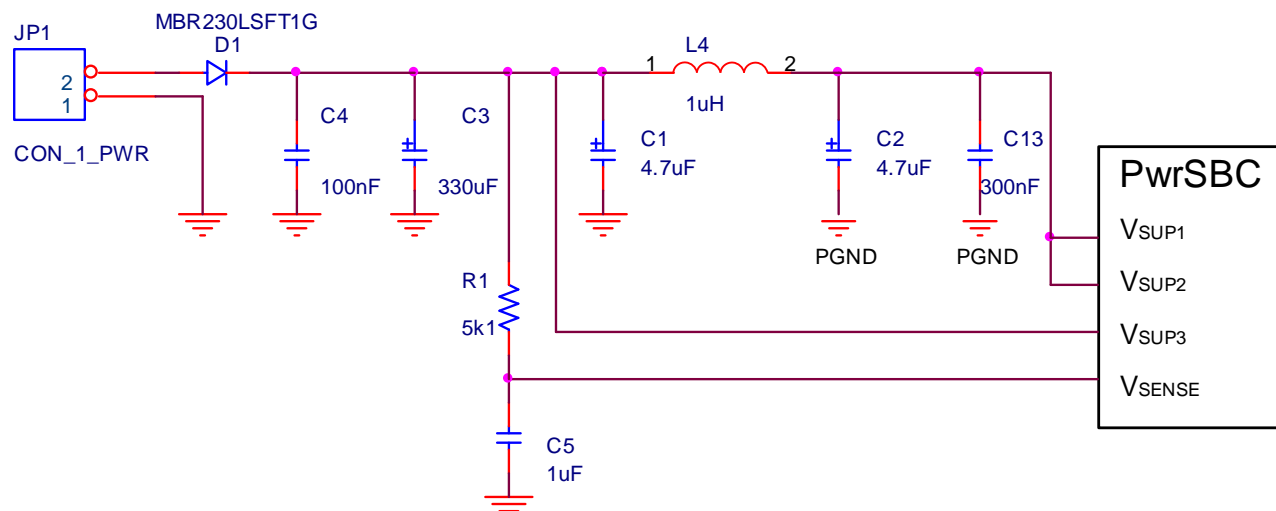 MBR230LSFT1G
JP1
D1
L4
1
2
2
1
1uH
C4
C3
C1
C2
C13
4.7uF
4.7uF
CON_1_PWR
100nF
330uF
300nF
PwrSBC
VSUP1
PGND
PGND
R1
VSUP2
5k1
VSUP3
VSENSE
C5
1uF